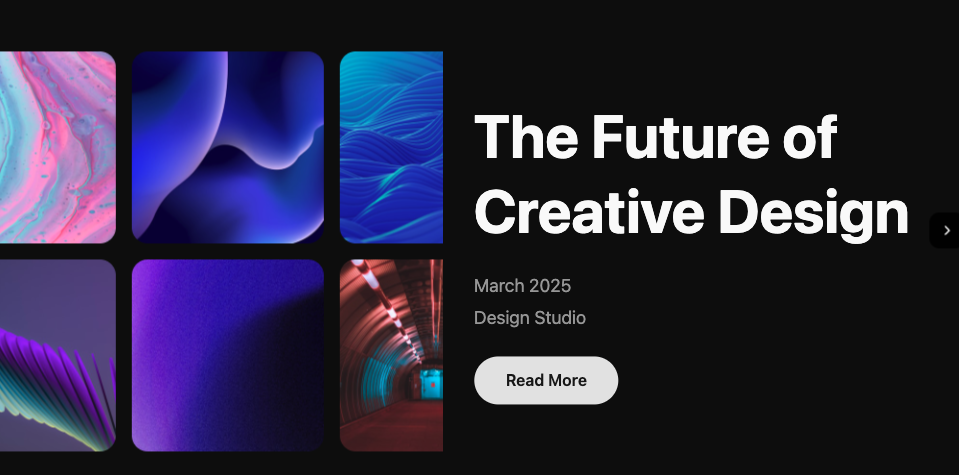 The Future of
Creative Design
March 2025
Design Studio
Read More